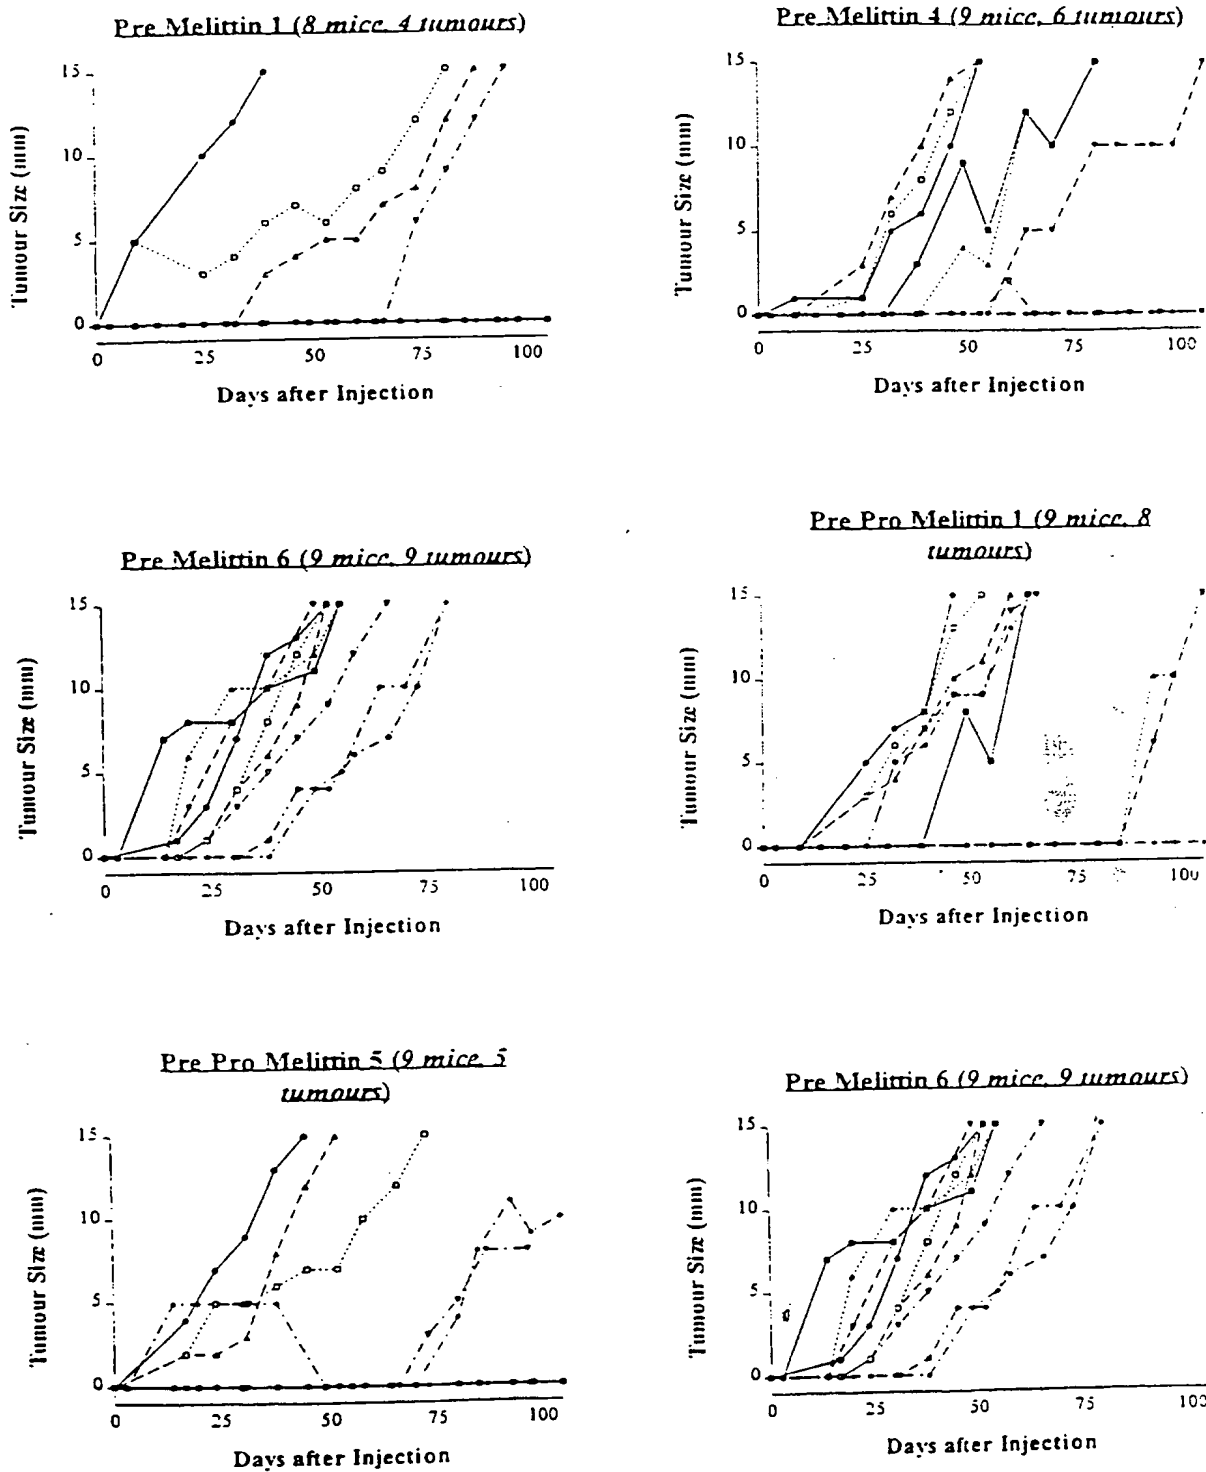 Pre Melittin 1 (8 mice, 4 tumours)
Tumour Size (mm)
15
10
5
0
0 25 50 75 100
Days after Injection
Pre Melittin 4 (9 mice, 6 tumours)
Tumour Size (mm)
15
10
5
0
0 25 50 75 100
Days after Injection
Pre Melittin 6 (9 mice, 9 tumours)
Tumour Size (mm)
15
10
5
0
0 25 50 75 100
Days after Injection
Pre Pro Melittin 1 (9 mice, 8
tumours)
Tumour Size (mm)
15
10
5
0
0 25 50 75 100
Days after Injection
Pre Pro Melittin 5 (9 mice, 5
tumours)
Tumour Size (mm)
15
10
5
0
0 25 50 75 100
Days after Injection
Pre Melittin 6 (9 mice, 9 tumours)
Tumour Size (mm)
15
10
5
0
0 25 50 75 100
Days after Injection